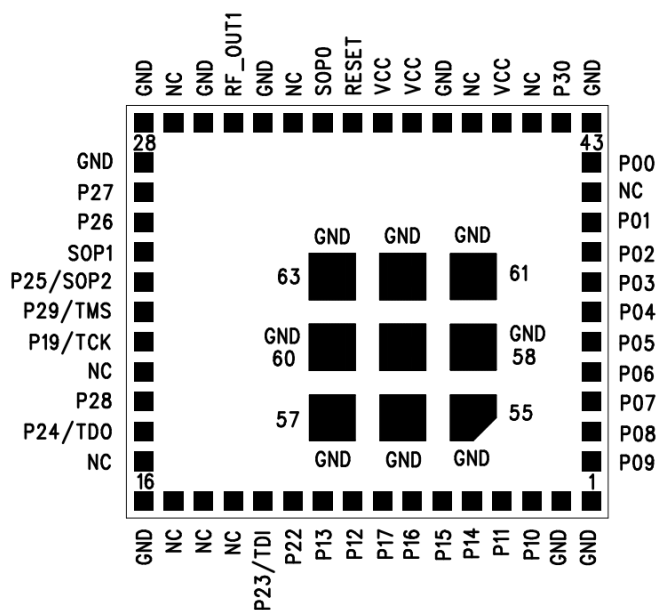 GND
NC
GND
RF_OUT1
GND
NC
SOP0
RESET
VCC
VCC
GND
NC
VCC
NC
P30
GND
28
43
GND
P27
P26
SOP1
P25/SOP2
P29/TMS
P19/TCK
NC
P28
P24/TDO
NC
GND
GND
GND
63
61
GND
60
GND
58
57
55
GND
GND
GND
P00
NC
P01
P02
P03
P04
P05
P06
P07
P08
P09
16
1
GND
NC
NC
NC
P23/TDI
P22
P13
P12
P17
P16
P15
P14
P11
P10
GND
GND